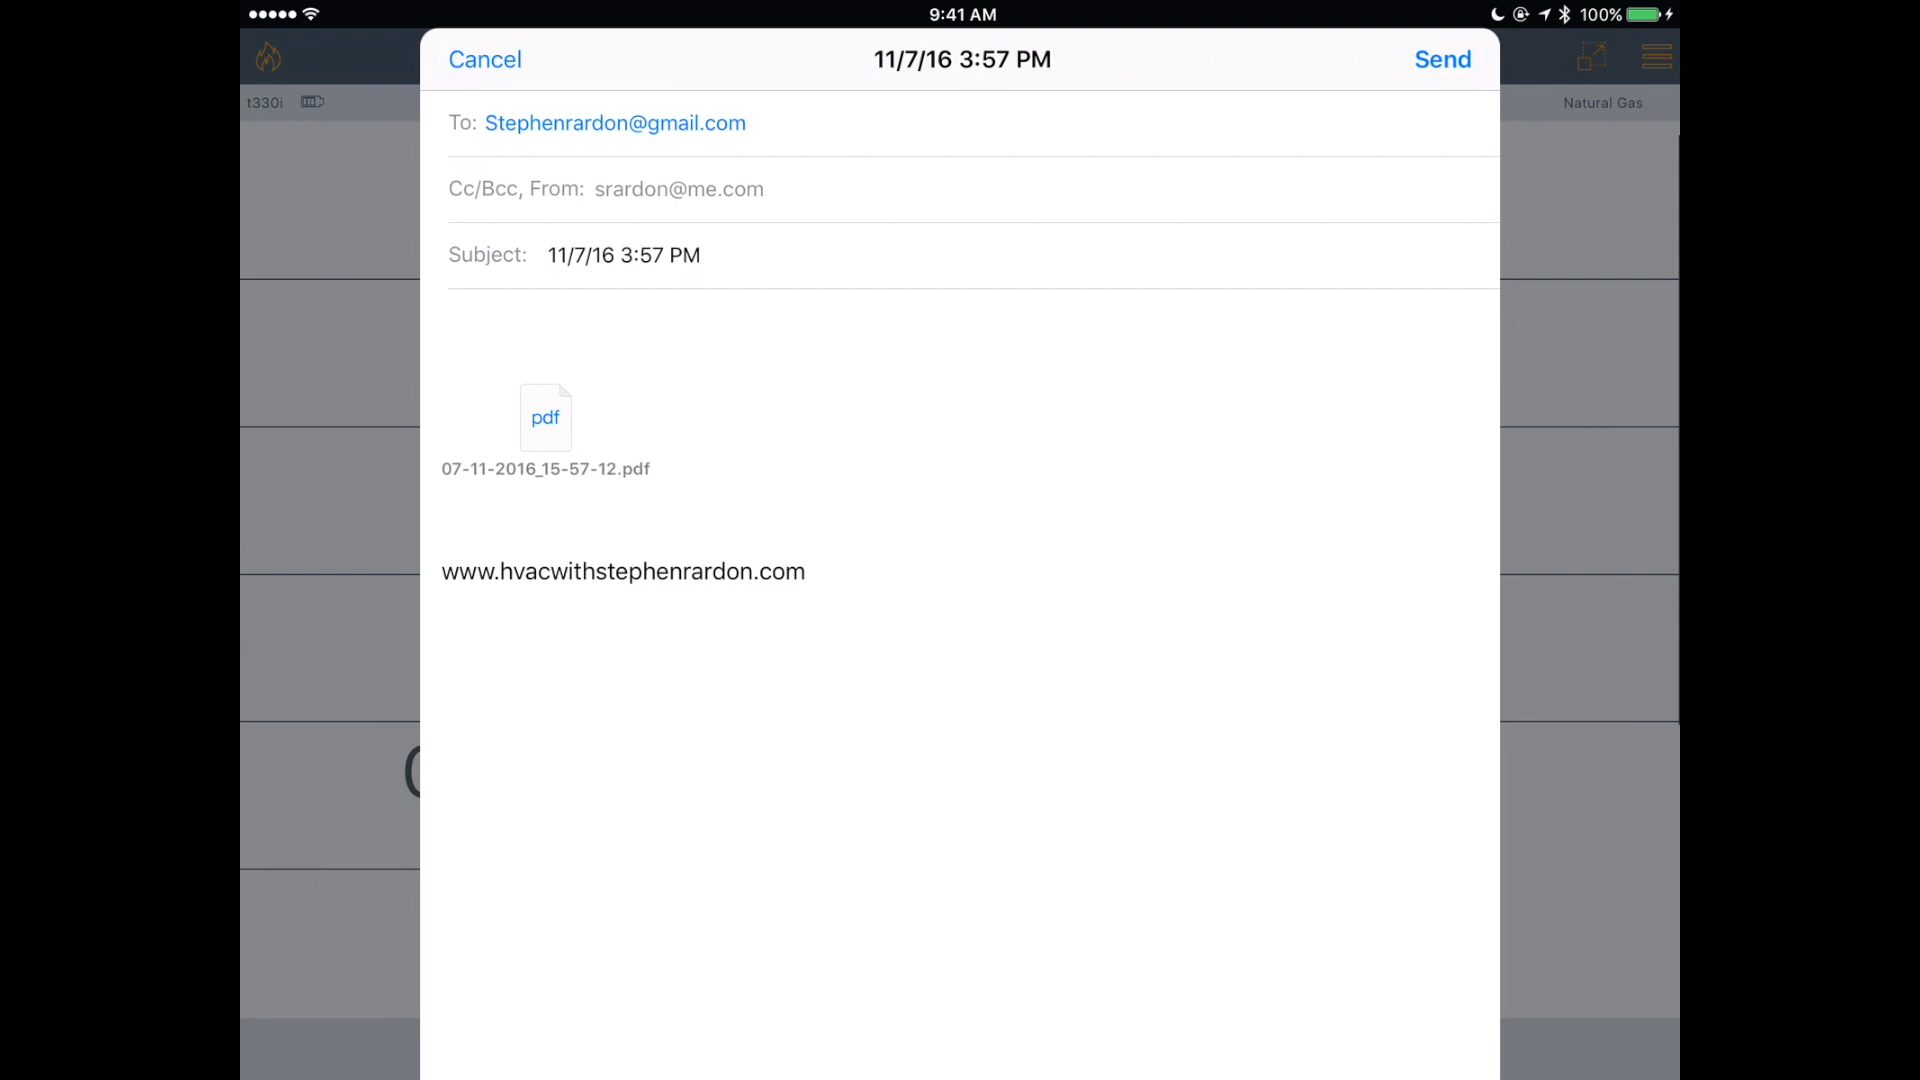 9:41 AM
100%
Cancel
11/7/16 3:57 PM
Send
t330i
Natural Gas
To: Stephenrardon@gmail.com
Cc/Bcc, From: srardon@me.com
Subject: 11/7/16 3:57 PM
pdf
07-11-2016_15-57-12.pdf
www.hvacwithstephenrardon.com